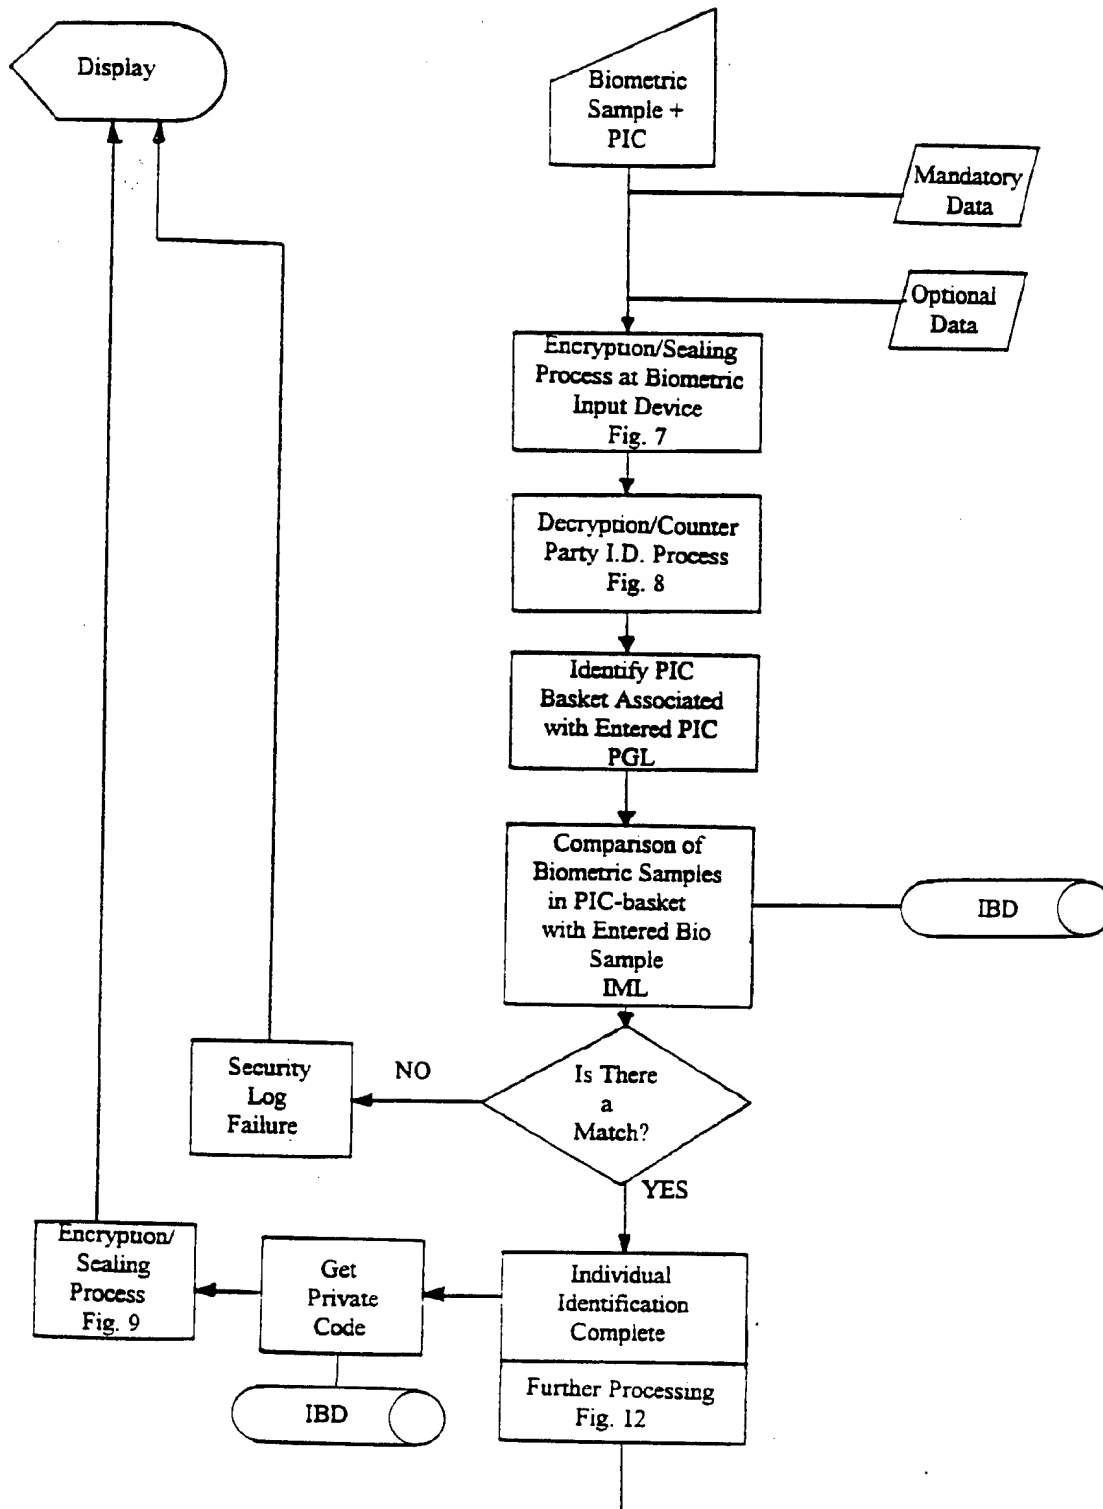 Display
Biometric
Sample +
PIC
Mandatory
Data
Optional
Data
Encryption/Sealing
Process at Biometric
Input Device
Fig. 7
Decryption/Counter
Party I.D. Process
Fig. 8
Identify PIC
Basket Associated
with Entered PIC
PGL
Comparison of
Biometric Samples
in PIC-basket
with Entered Bio
Sample
IML
IBD
Is There
a
Match?
NO
Security
Log
Failure
YES
Individual
Identification
Complete
Further Processing
Fig. 12
Get
Private
Code
IBD
Encryption/
Sealing
Process
Fig. 9